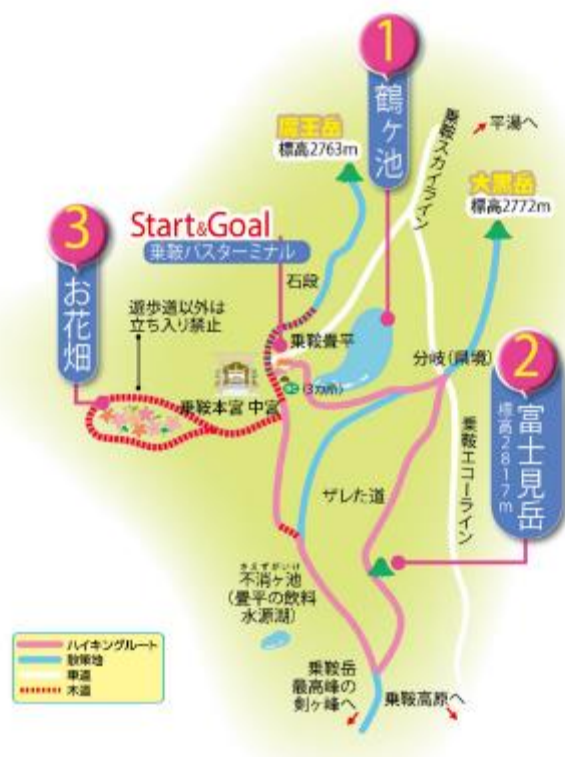 1
鶴ヶ池
魔王岳
標高2763m
乗鞍スカイライン
平湯へ
大黒岳
標高2772m
3
お花畑
Start&Goal
乗鞍バスターミナル
石段
遊歩道以外は
立ち入り禁止
乗鞍畳平
分岐(県境)
2
富士見岳
標高2817m
(3カ所)
乗鞍本宮 中宮
乗鞍エコーライン
ザレた道
きえずがいけ
不消ヶ池
(畳平の飲料
水源湖)
ハイキングルート
散策地
車道
木道
乗鞍岳
最高峰の
剣ヶ峰へ
乗鞍高原へ